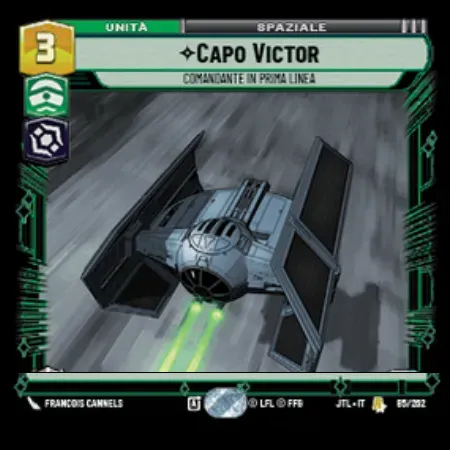 UNITÀ
SPAZIALE
3
CAPO VICTOR
COMANDANTE IN PRIMA LINEA
FRANCOIS CANNELS
© LFL © FFG
JTL • IT
85/262